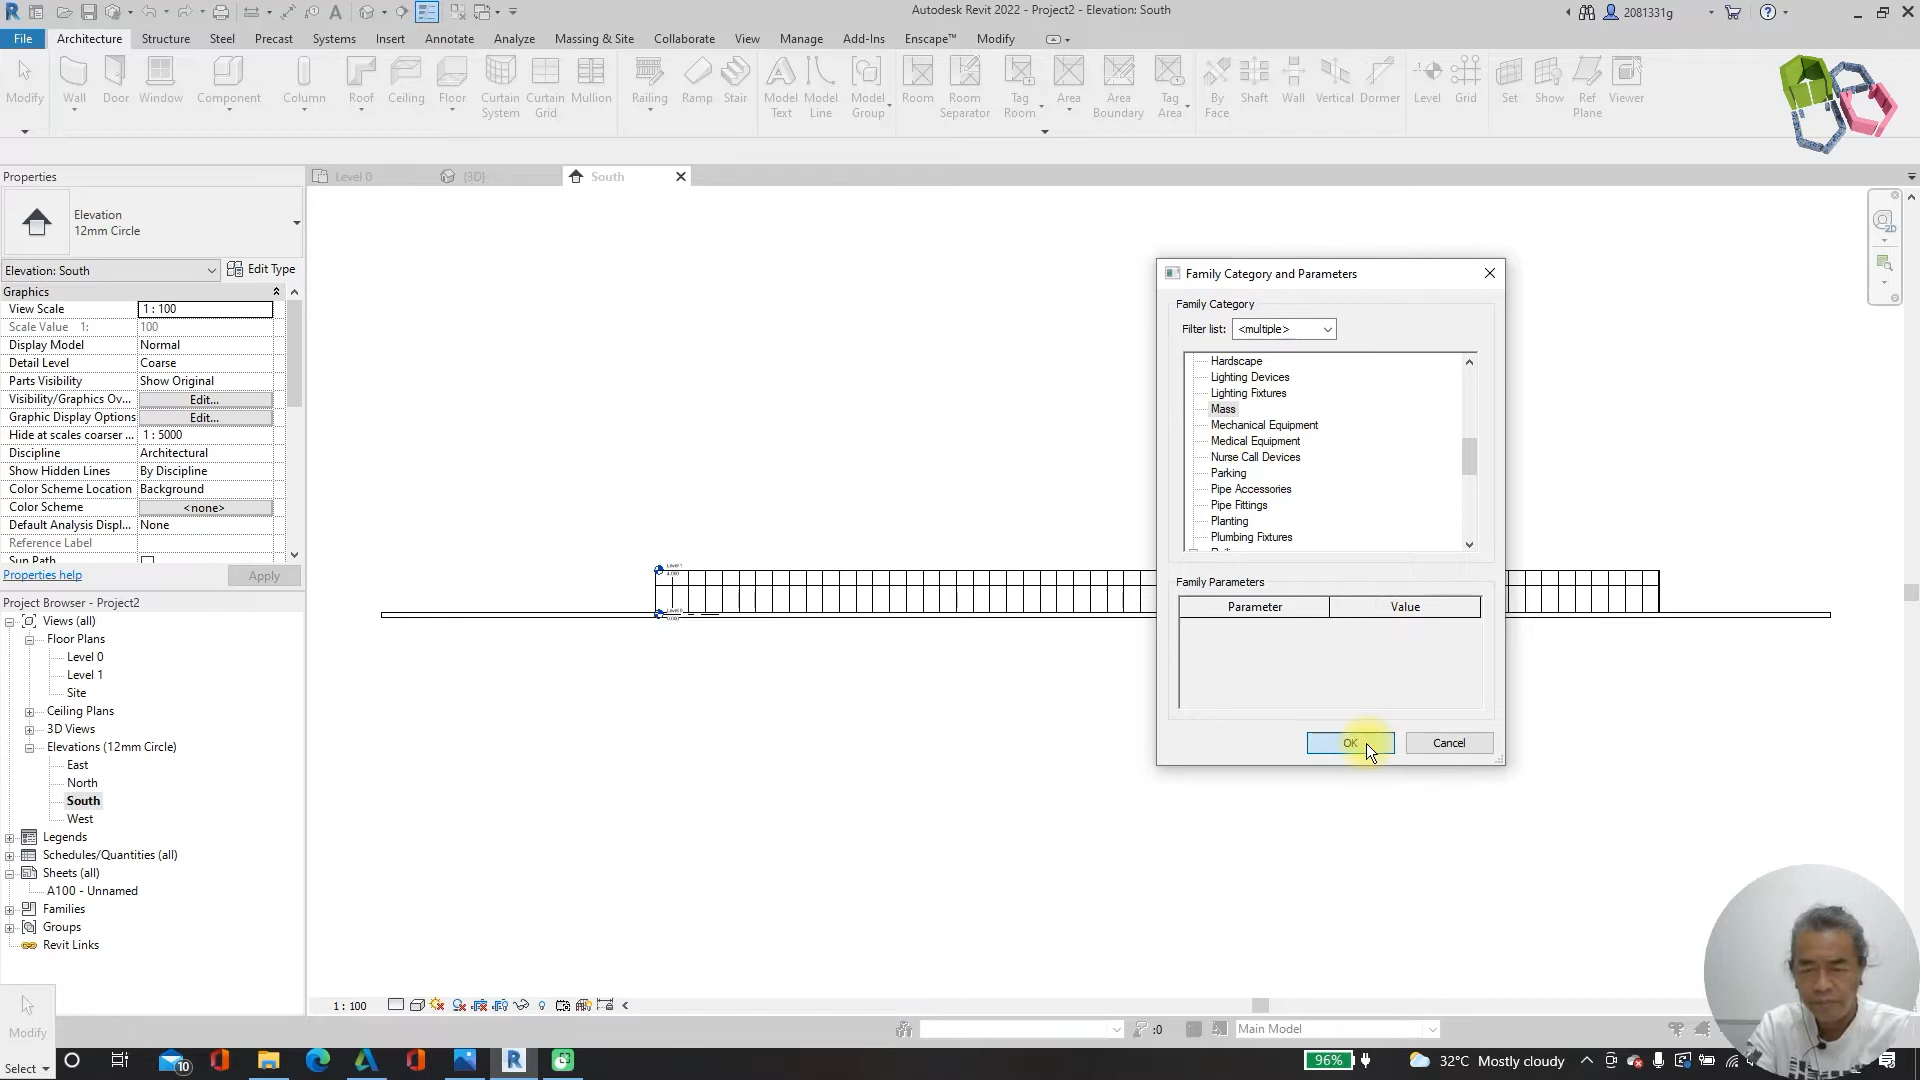 Autodesk Revit 2022 - Project2 - Elevation: South
2081331g
File
Architecture
Structure
Steel
Precast
Systems
Insert
Annotate
Analyze
Massing & Site
Collaborate
View
Manage
Add-Ins
Enscape™
Modify
Modify
Wall
Door
Window
Component
Column
Roof
Ceiling
Floor
Curtain
System
Curtain
Grid
Mullion
Railing
Ramp
Stair
Model
Text
Model
Line
Model
Group
Room
Room
Separator
Tag
Room
Area
Area
Boundary
Tag
Area
By
Face
Shaft
Wall
Vertical
Dormer
Level
Grid
Set
Show
Ref
Plane
Viewer
Properties
Level 0
{3D}
South
Elevation
12mm Circle
Elevation: South
Edit Type
Graphics
View Scale
1 : 100
Scale Value    1:
100
Display Model
Normal
Detail Level
Coarse
Parts Visibility
Show Original
Visibility/Graphics Ov...
Edit...
Graphic Display Options
Edit...
Hide at scales coarser ...
1 : 5000
Discipline
Architectural
Show Hidden Lines
By Discipline
Color Scheme Location
Background
Color Scheme
<none>
Default Analysis Displ...
None
Reference Label
Sun Path
Properties help
Apply
Project Browser - Project2
Views (all)
Floor Plans
Level 0
Level 1
Site
Ceiling Plans
3D Views
Elevations (12mm Circle)
East
North
South
West
Legends
Schedules/Quantities (all)
Sheets (all)
A100 - Unnamed
Families
Groups
Revit Links
Modify
Select
Family Category and Parameters
Family Category
Filter list:
<multiple>
Hardscape
Lighting Devices
Lighting Fixtures
Mass
Mechanical Equipment
Medical Equipment
Nurse Call Devices
Parking
Pipe Accessories
Pipe Fittings
Planting
Plumbing Fixtures
Family Parameters
Parameter
Value
OK
Cancel
2D
1 : 100
:0
Main Model
10
96%
32°C Mostly cloudy